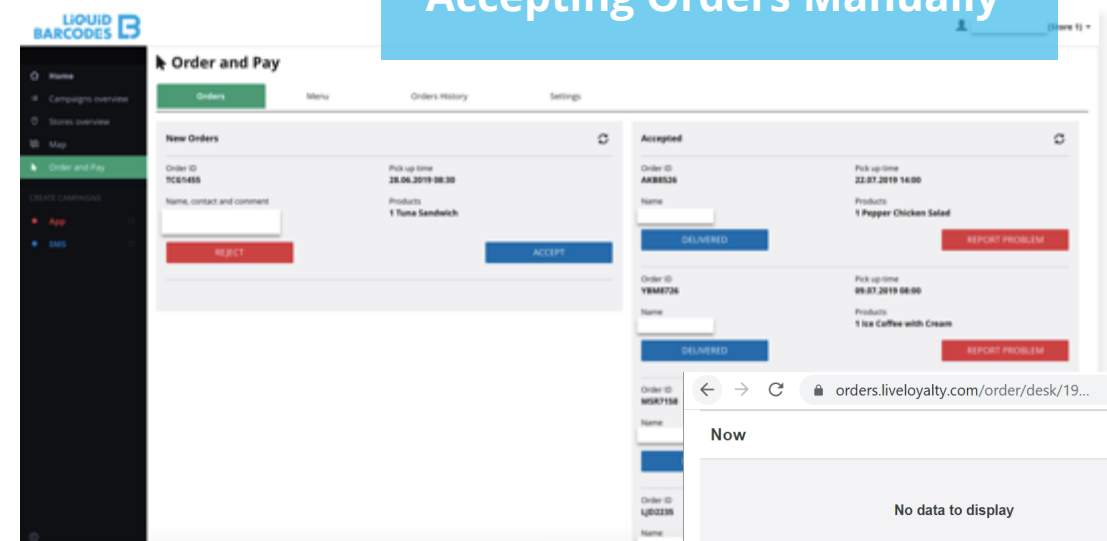 Accepting Orders Manually
LiQUiD
BARCODES
(Store 1)
Order and Pay
Home
Campaigns overview
Stores overview
Map
Order and Pay
CREATE CAMPAIGNS
App
SMS
Orders Menu Orders History Settings
New Orders
Order ID Pick up time
TCG1455 28.06.2019 08:30
Name, contact and comment Products
1 Tuna Sandwich
REJECT ACCEPT
Accepted
Order ID Pick up time
AKB8526 22.07.2019 14:00
Name Products
1 Pepper Chicken Salad
DELIVERED REPORT PROBLEM
Order ID Pick up time
YBM8726 09.07.2019 08:00
Name Products
1 Ice Coffee with Cream
DELIVERED REPORT PROBLEM
Order ID
MSR7158
Name
Order ID
LJD2235
Name
orders.liveloyalty.com/order/desk/19...
Now
No data to display